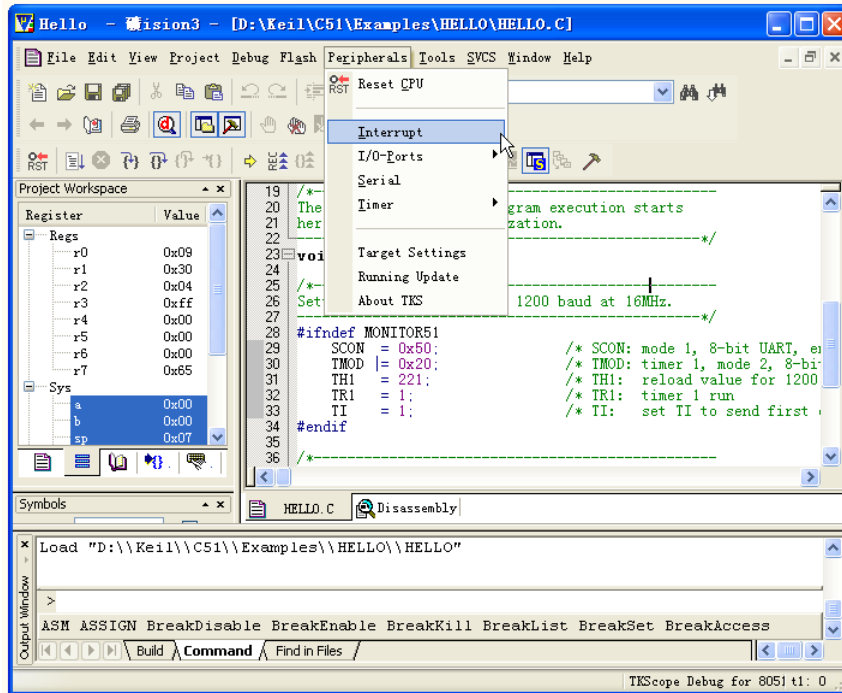 Hello - 礦ision3 - [D:\Keil\C51\Examples\HELLO\HELLO.C]
File Edit View Project Debug Flash Peripherals Tools SVCS Window Help
RST Reset CPU
Interrupt
I/O-Ports
Serial
Timer
Target Settings
Running Update
About TKS
RST
Project Workspace
Register Value
Regs
r0 0x09
r1 0x30
r2 0x04
r3 0xff
r4 0x00
r5 0x00
r6 0x00
r7 0x65
Sys
a 0x00
b 0x00
sp 0x07
19 /*------------------------------------------------
20 The gram execution starts
21 her zation.
22 ------------------------------------------------*/
23 voi
24
25 /*------------------------------------------------
26 Set 1200 baud at 16MHz.
27 ------------------------------------------------*/
28 #ifndef MONITOR51
29 SCON = 0x50; /* SCON: mode 1, 8-bit UART, en
30 TMOD |= 0x20; /* TMOD: timer 1, mode 2, 8-bi
31 TH1 = 221; /* TH1: reload value for 1200
32 TR1 = 1; /* TR1: timer 1 run
33 TI = 1; /* TI: set TI to send first
34 #endif
35
36 /*------------------------------------------------
Symbols
HELLO.C Disassembly
Load "D:\\Keil\\C51\\Examples\\HELLO\\HELLO"
>
ASM ASSIGN BreakDisable BreakEnable BreakKill BreakList BreakSet BreakAccess
Output Window
Build Command Find in Files
TKScope Debug for 8051 t1: 0